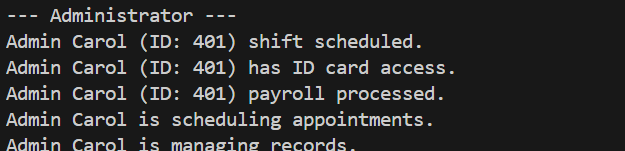 --- Administrator ---
Admin Carol (ID: 401) shift scheduled.
Admin Carol (ID: 401) has ID card access.
Admin Carol (ID: 401) payroll processed.
Admin Carol is scheduling appointments.
Admin Carol is managing records.